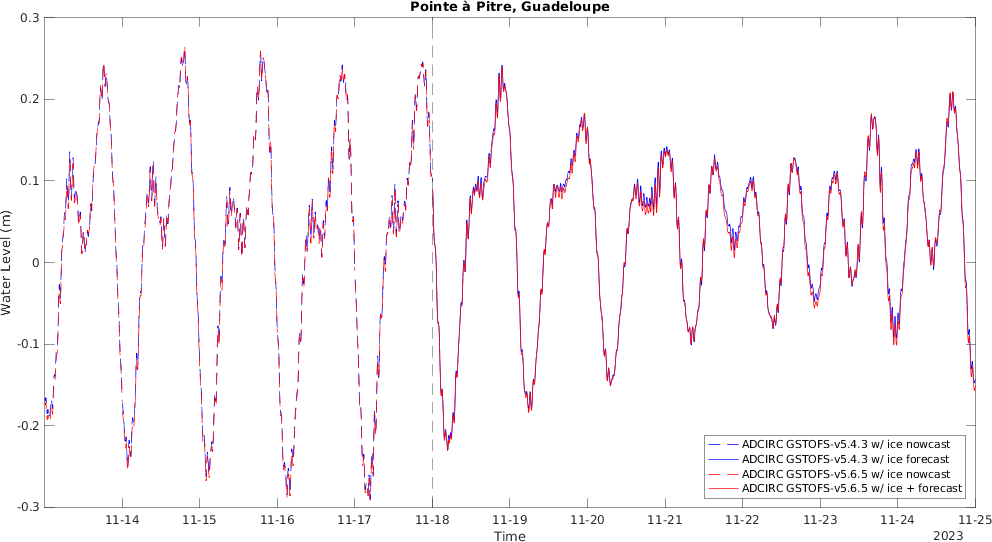 Pointe à Pitre, Guadeloupe
0.3
0.2
0.1
0
-0.1
-0.2
-0.3
Water Level (m)
ADCIRC GSTOFS-v5.4.3 w/ ice nowcast
ADCIRC GSTOFS-v5.4.3 w/ ice forecast
ADCIRC GSTOFS-v5.6.5 w/ ice nowcast
ADCIRC GSTOFS-v5.6.5 w/ ice + forecast
11-14 11-15 11-16 11-17 11-18 11-19 11-20 11-21 11-22 11-23 11-24 11-25
Time
2023